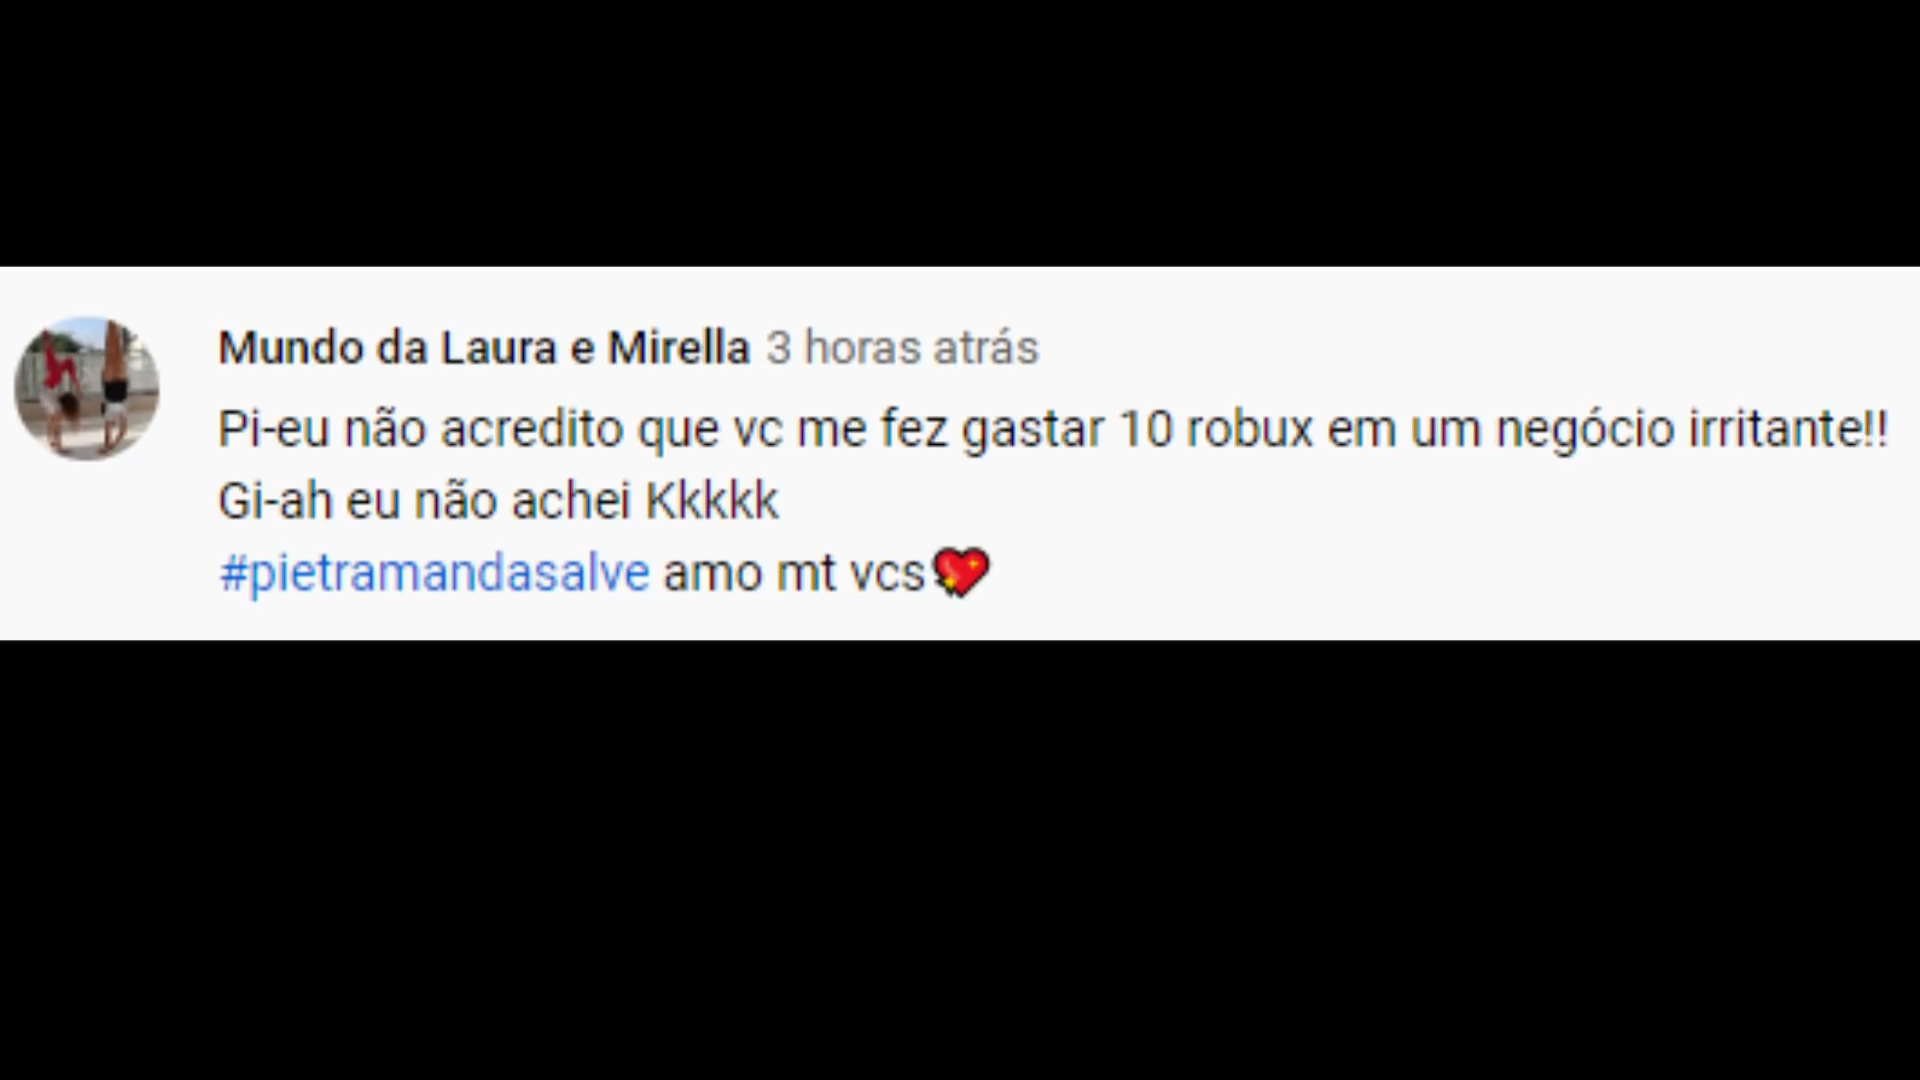 Mundo da Laura e Mirella 3 horas atrás
Pi-eu não acredito que vc me fez gastar 10 robux em um negócio irritante!!
Gi-ah eu não achei Kkkkk
#pietramandasalve amo mt vcs💖